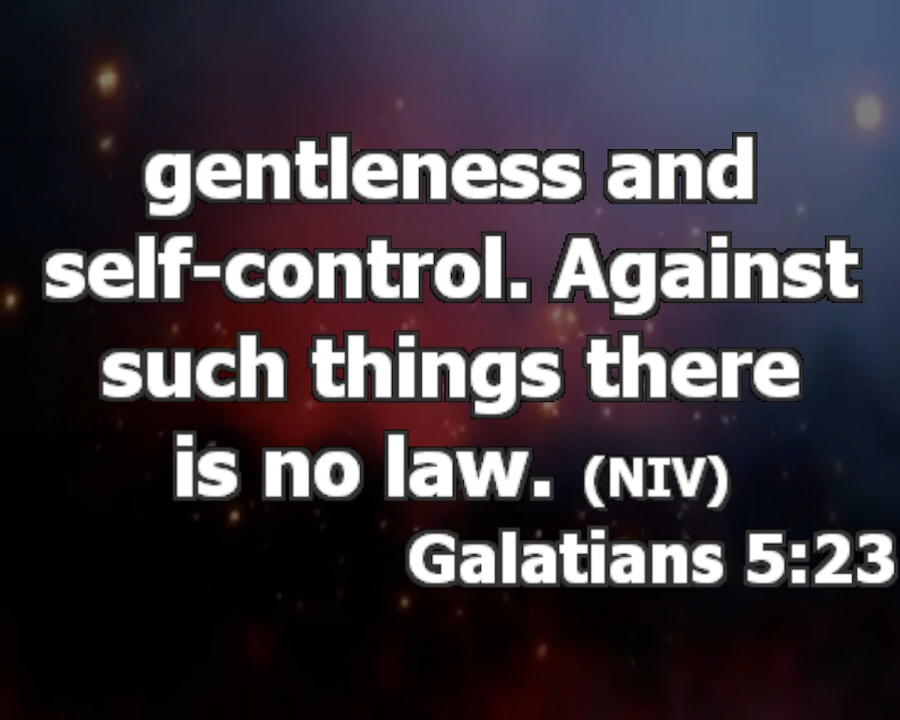 gentleness and
self-control. Against
such things there
is no law. (NIV)
Galatians 5:23